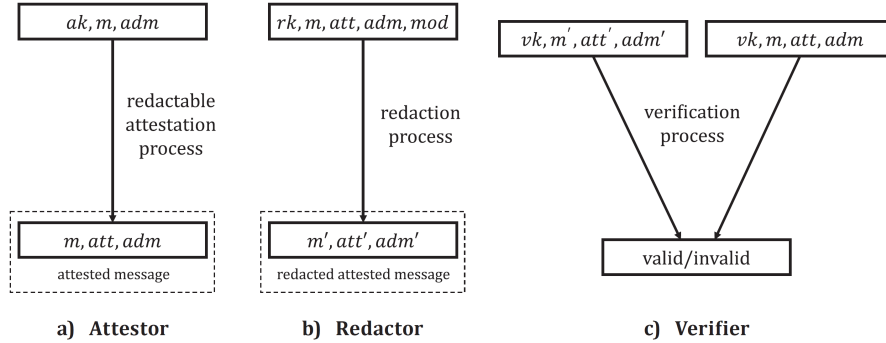 ak, m, adm
redactable
attestation
process
m, att, adm
attested message
a) Attestor
rk, m, att, adm, mod
redaction
process
m′, att′, adm′
redacted attested message
b) Redactor
vk, m′, att′, adm′
vk, m, att, adm
verification
process
valid/invalid
c) Verifier